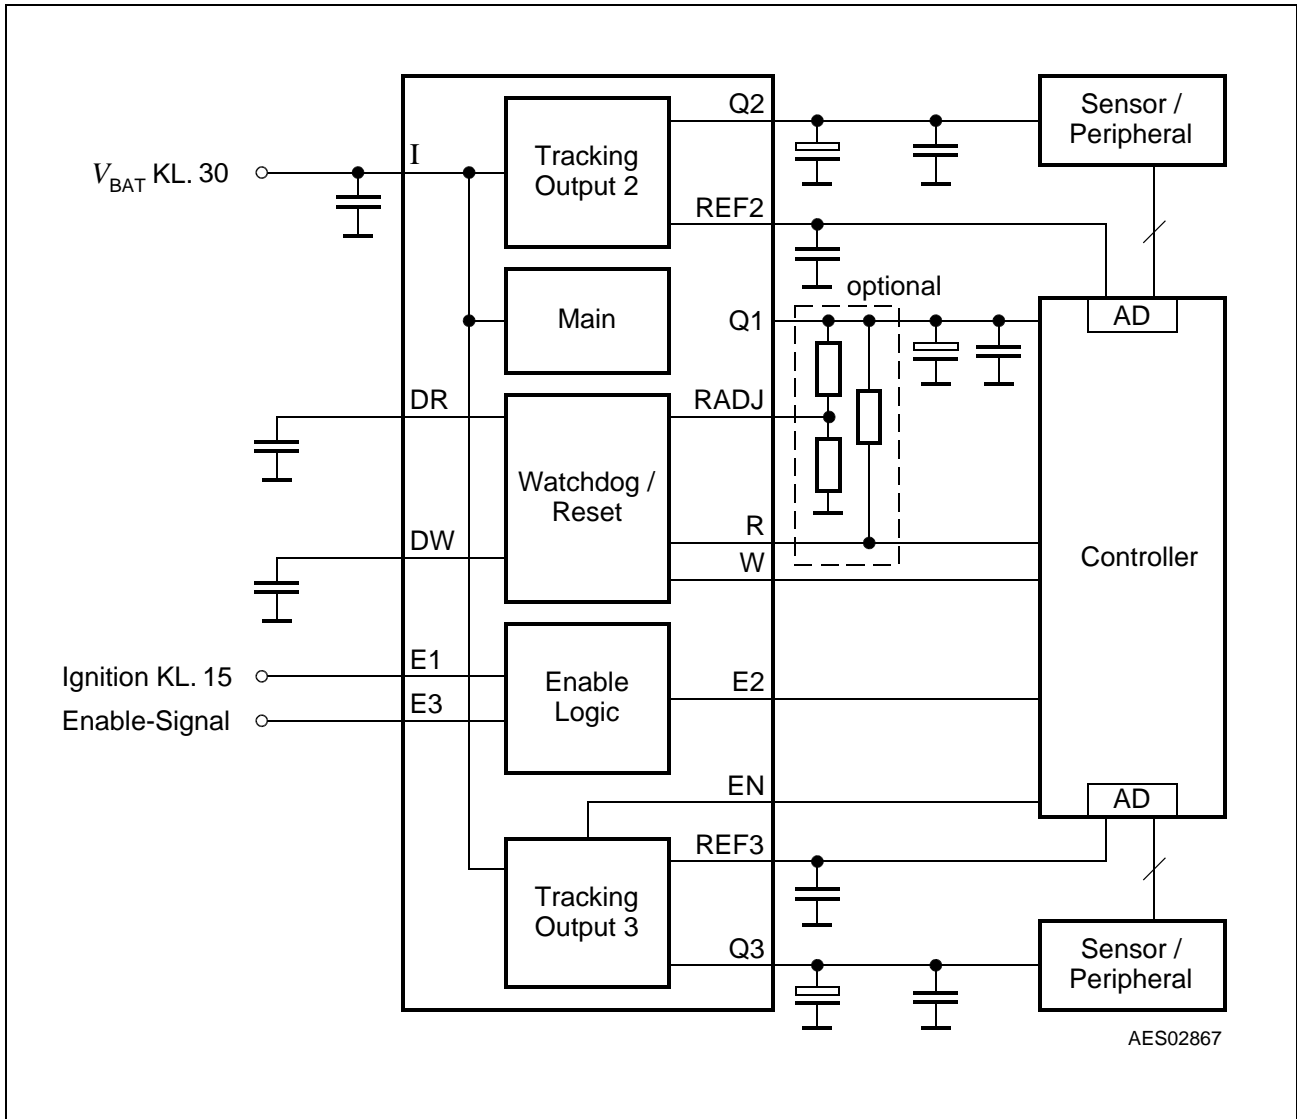 Q2
Sensor /
Peripheral
I
Tracking
Output 2
V BAT KL. 30
REF2
optional
Main
Q1
AD
DR
RADJ
Watchdog /
Reset
R
DW
W
Controller
E1
Ignition KL. 15
Enable
Logic
E2
E3
Enable-Signal
EN
AD
REF3
Tracking
Output 3
Q3
Sensor /
Peripheral
AES02867